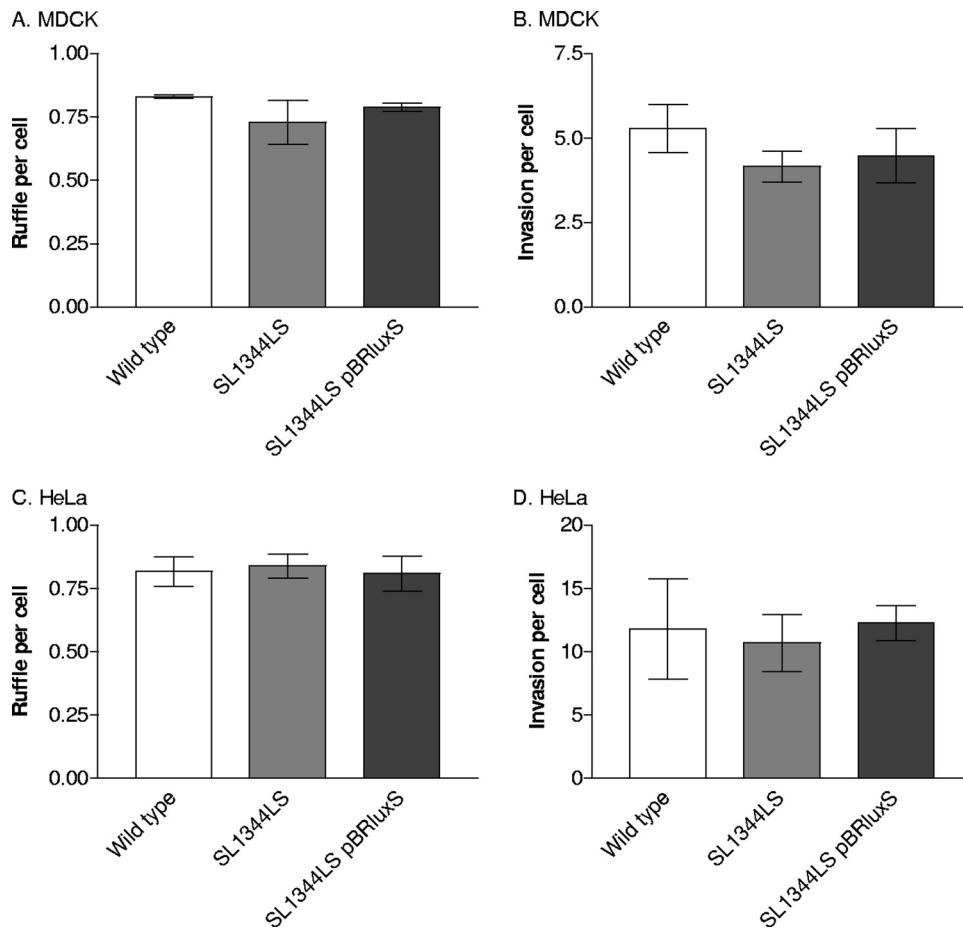 A. MDCK
1.00
0.75
0.50
0.25
0.00
Ruffle per cell
Wild type
SL1344LS
SL1344LS pBRluxS
B. MDCK
7.5
5.0
2.5
0.0
Invasion per cell
Wild type
SL1344LS
SL1344LS pBRluxS
C. HeLa
1.00
0.75
0.50
0.25
0.00
Ruffle per cell
Wild type
SL1344LS
SL1344LS pBRluxS
D. HeLa
20
15
10
5
0
Invasion per cell
Wild type
SL1344LS
SL1344LS pBRluxS